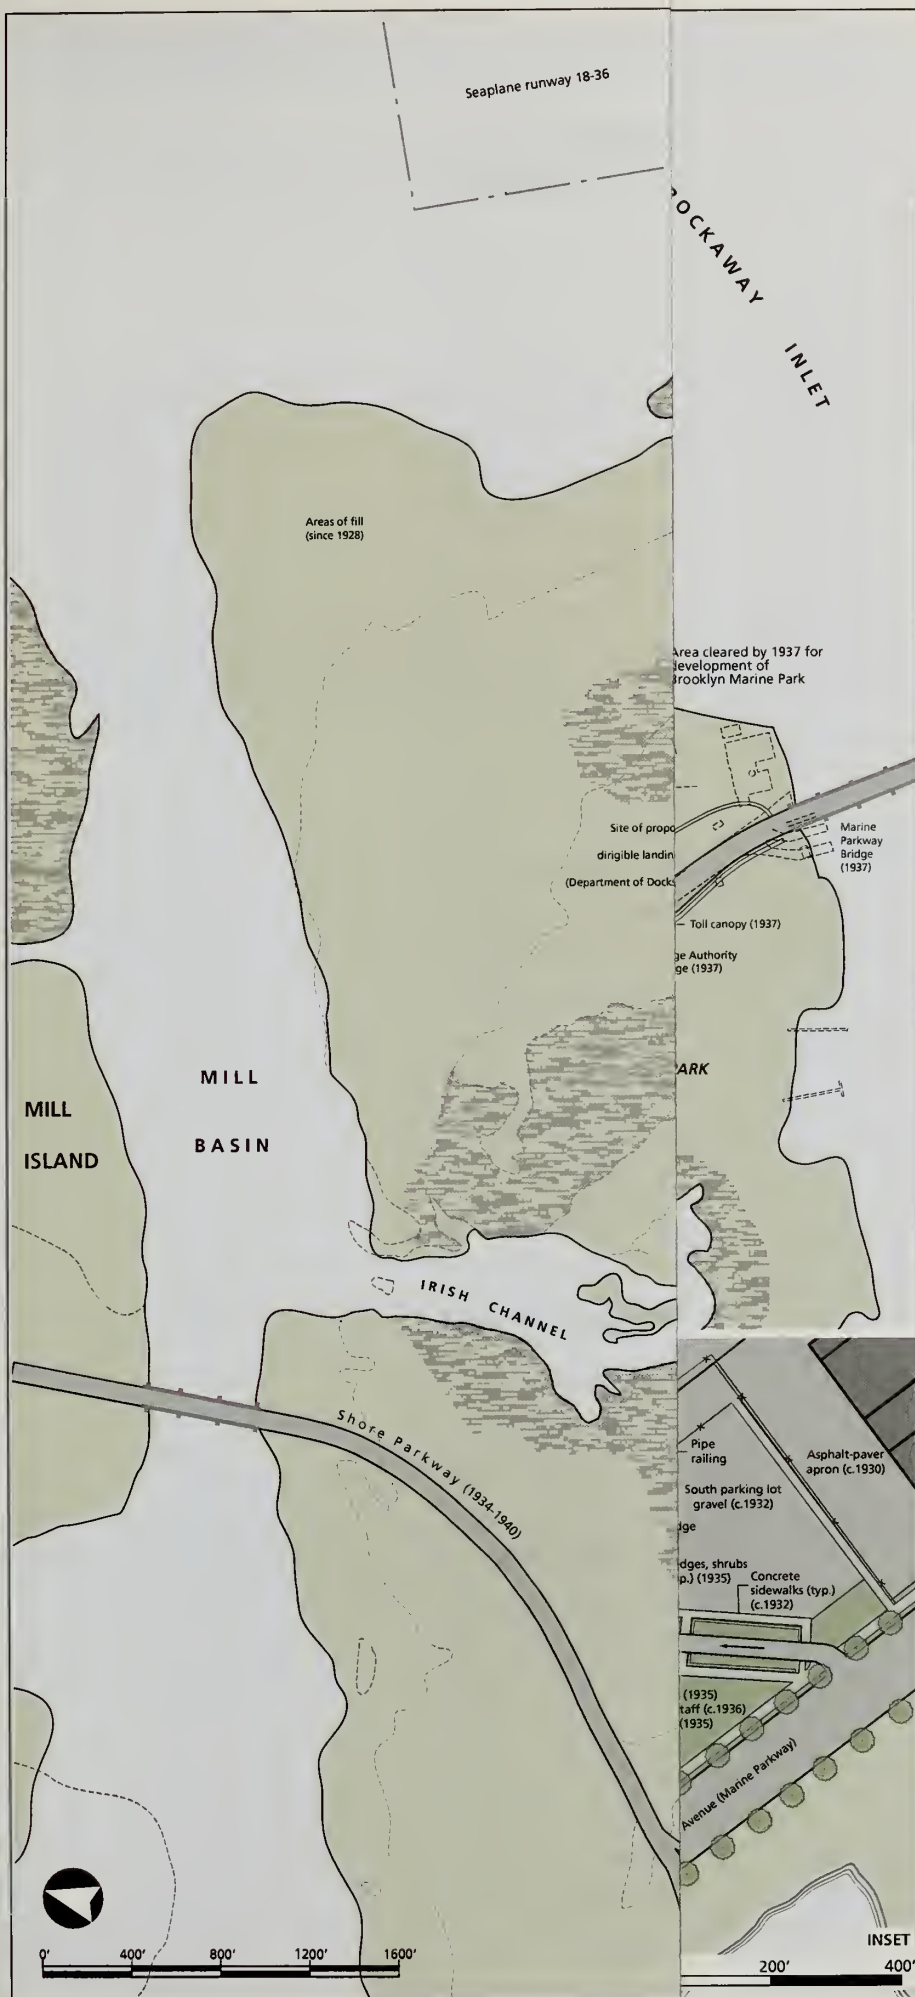 Seaplane runway 18-36
ROCKAWAY
INLET
Areas of fill
(since 1928)
Area cleared by 1937 for
development of
Brooklyn Marine Park
Site of propo
dirigible landin
(Department of Docks
Marine
Parkway
Bridge
(1937)
Toll canopy (1937)
ge Authority
ge (1937)
ARK
MILL
BASIN
MILL
ISLAND
IRISH CHANNEL
Shore Parkway (1934-1940)
Pipe
railing
Asphalt-paver
apron (c.1930)
South parking lot
gravel (c.1932)
dge
dges, shrubs
p.) (1935)
Concrete
sidewalks (typ.)
(c.1932)
(1935)
taff (c.1936)
(1935)
Avenue (Marine Parkway)
INSET
0' 400' 800' 1200' 1600'
200' 400'